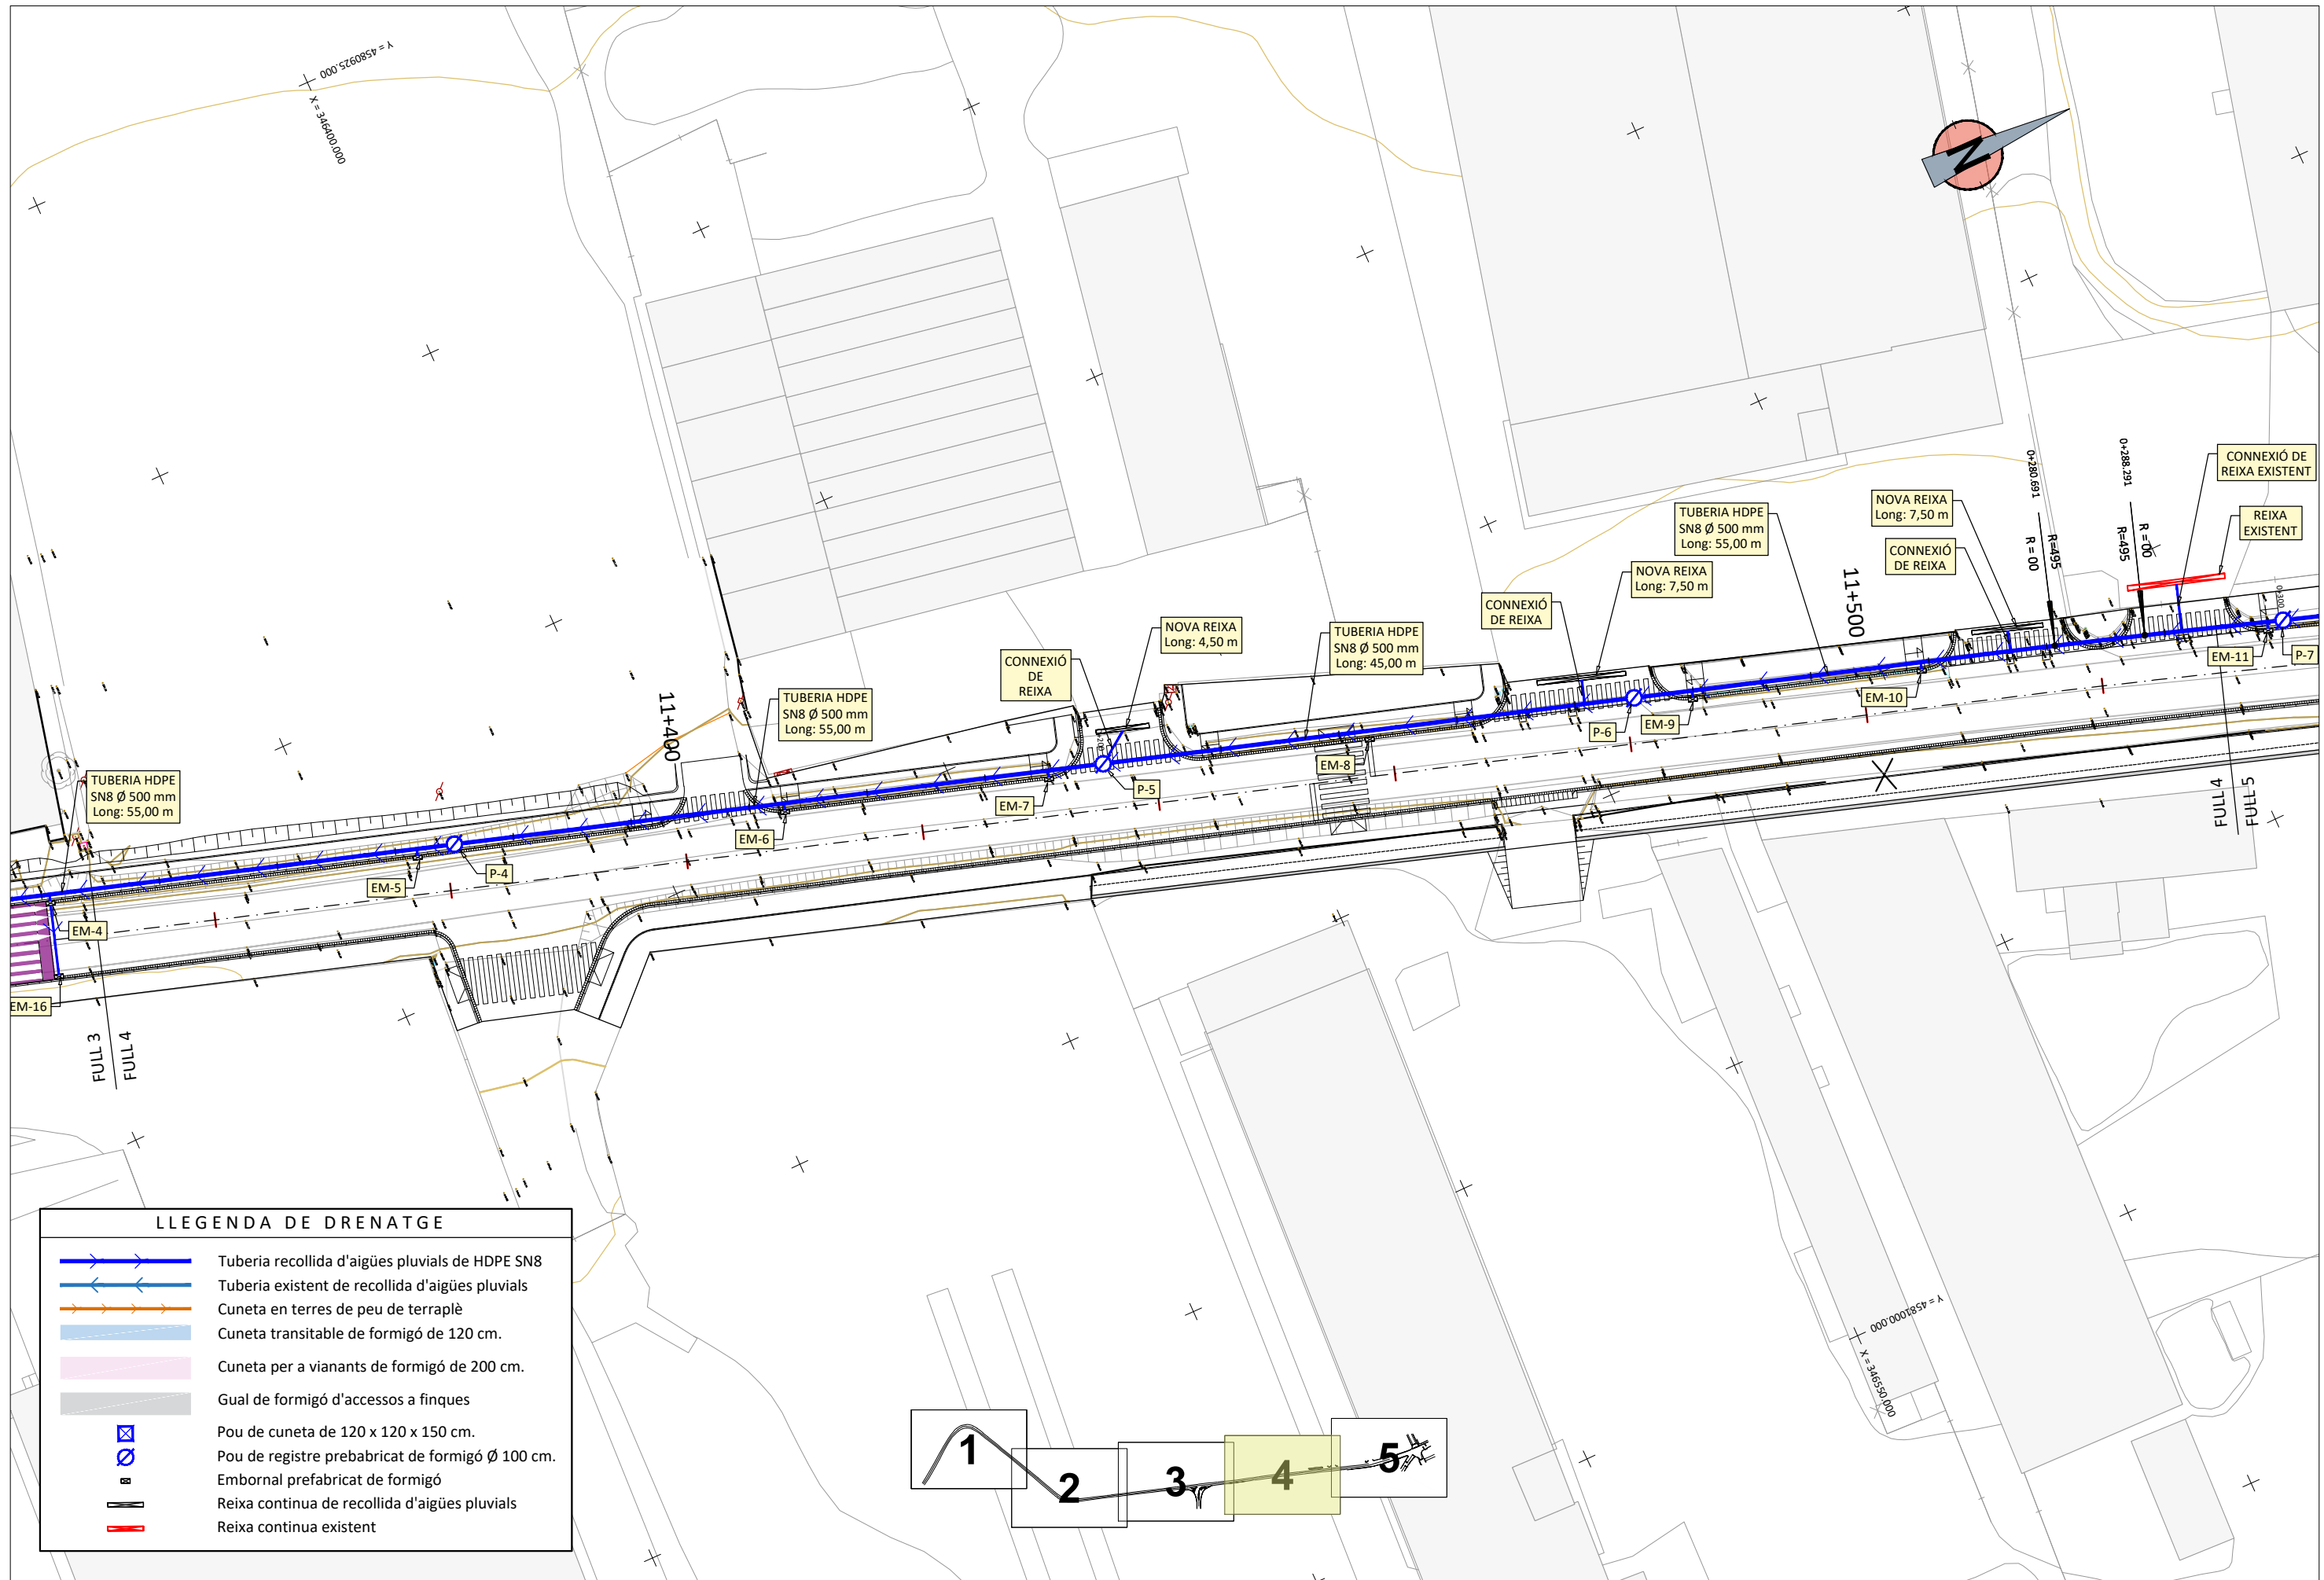 Y = 4580925.000
X = 346400.000
N
0+280.691
R = 00
R=495
0+288.291
R=495
R = 00
CONNEXIÓ DE
REIXA EXISTENT
REIXA
EXISTENT
NOVA REIXA
Long: 7,50 m
CONNEXIÓ
DE REIXA
TUBERIA HDPE
SN8 Ø 500 mm
Long: 55,00 m
11+500
NOVA REIXA
Long: 7,50 m
CONNEXIÓ
DE REIXA
TUBERIA HDPE
SN8 Ø 500 mm
Long: 45,00 m
NOVA REIXA
Long: 4,50 m
CONNEXIÓ
DE
REIXA
11+400
TUBERIA HDPE
SN8 Ø 500 mm
Long: 55,00 m
TUBERIA HDPE
SN8 Ø 500 mm
Long: 55,00 m
0+300
EM-11
P-7
EM-10
EM-9
P-6
EM-8
P-5
EM-7
EM-6
P-4
EM-5
EM-4
EM-16
FULL 3
FULL 4
FULL 4
FULL 5
Y = 4581000.000
X = 346550.000
LLEGENDA DE DRENATGE
Tuberia recollida d'aigües pluvials de HDPE SN8
Tuberia existent de recollida d'aigües pluvials
Cuneta en terres de peu de terraplè
Cuneta transitable de formigó de 120 cm.
Cuneta per a vianants de formigó de 200 cm.
Gual de formigó d'accessos a finques
Pou de cuneta de 120 x 120 x 150 cm.
Pou de registre prebabricat de formigó Ø 100 cm.
Embornal prefabricat de formigó
Reixa continua de recollida d'aigües pluvials
Reixa continua existent
1
2
3
4
5